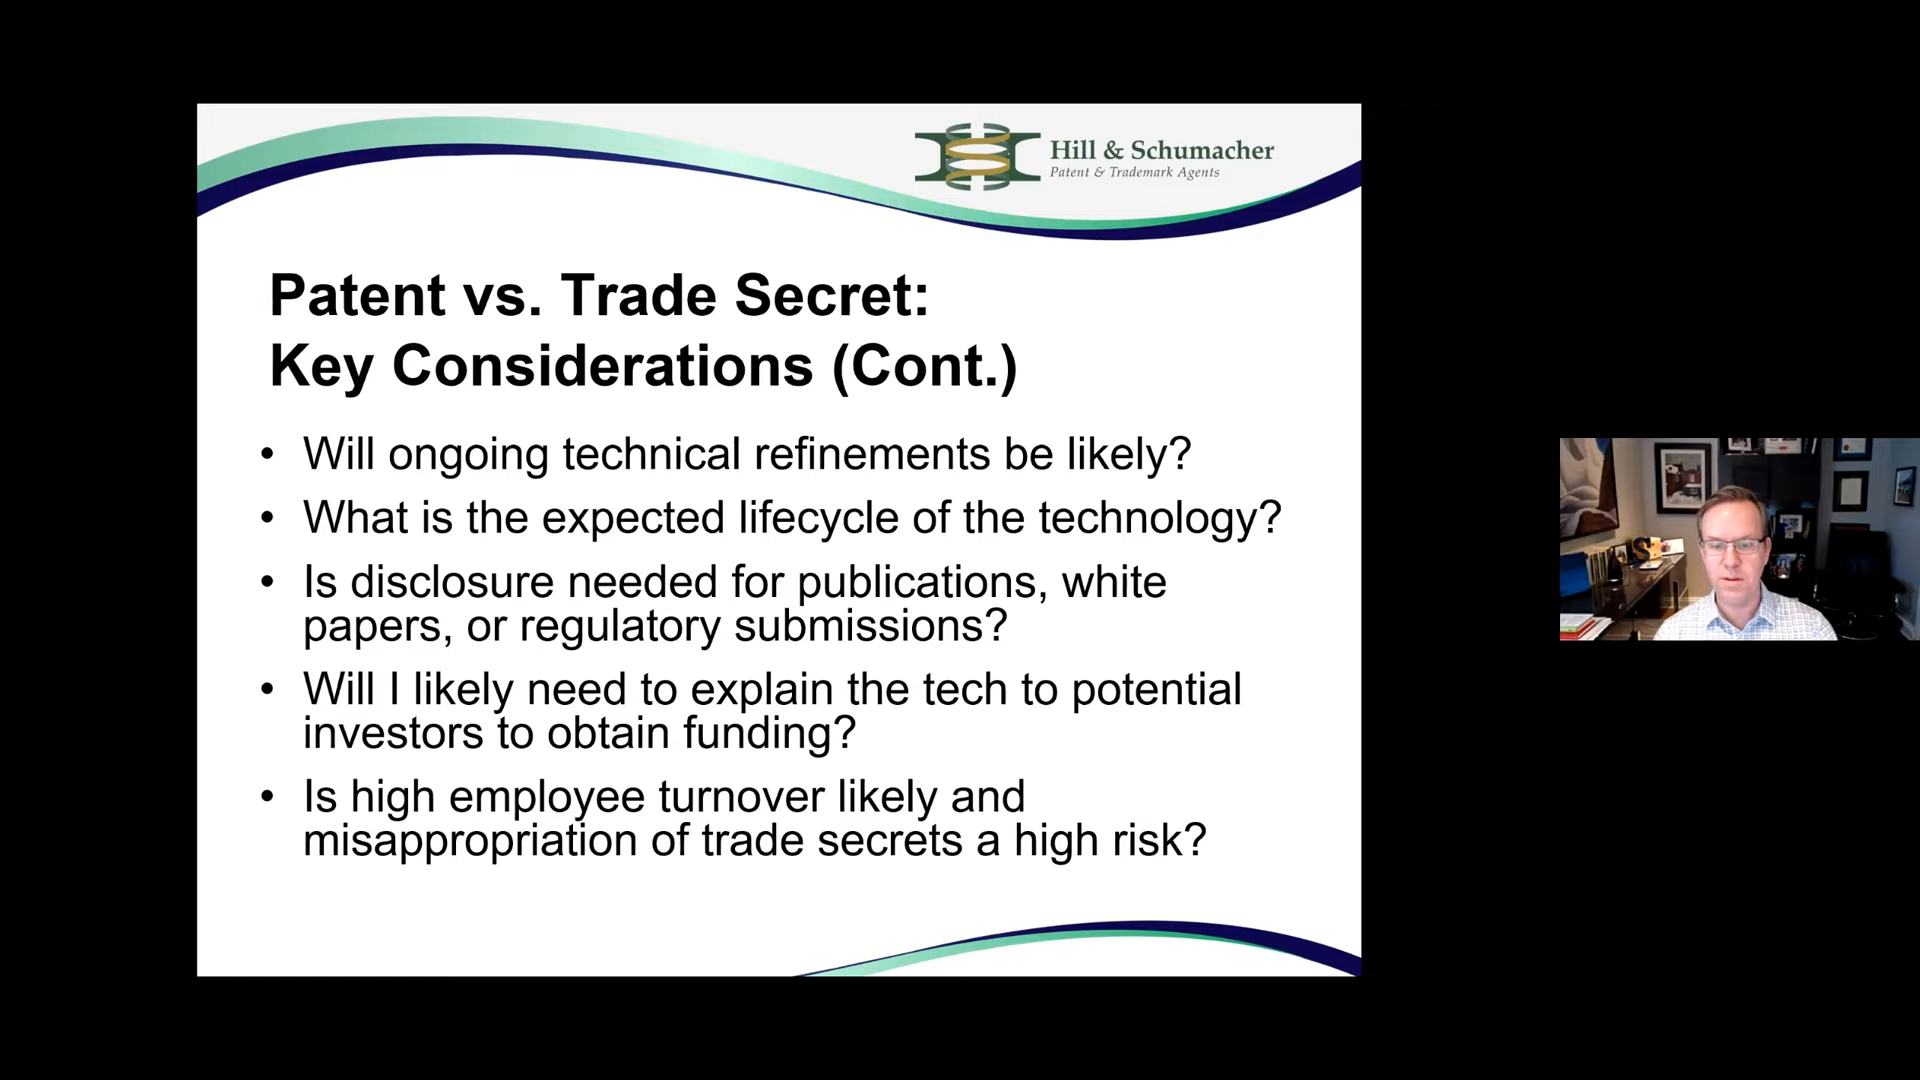 Hill & Schumacher
Patent & Trademark Agents
Patent vs. Trade Secret:
Key Considerations (Cont.)
• Will ongoing technical refinements be likely?
• What is the expected lifecycle of the technology?
• Is disclosure needed for publications, white
papers, or regulatory submissions?
• Will I likely need to explain the tech to potential
investors to obtain funding?
• Is high employee turnover likely and
misappropriation of trade secrets a high risk?